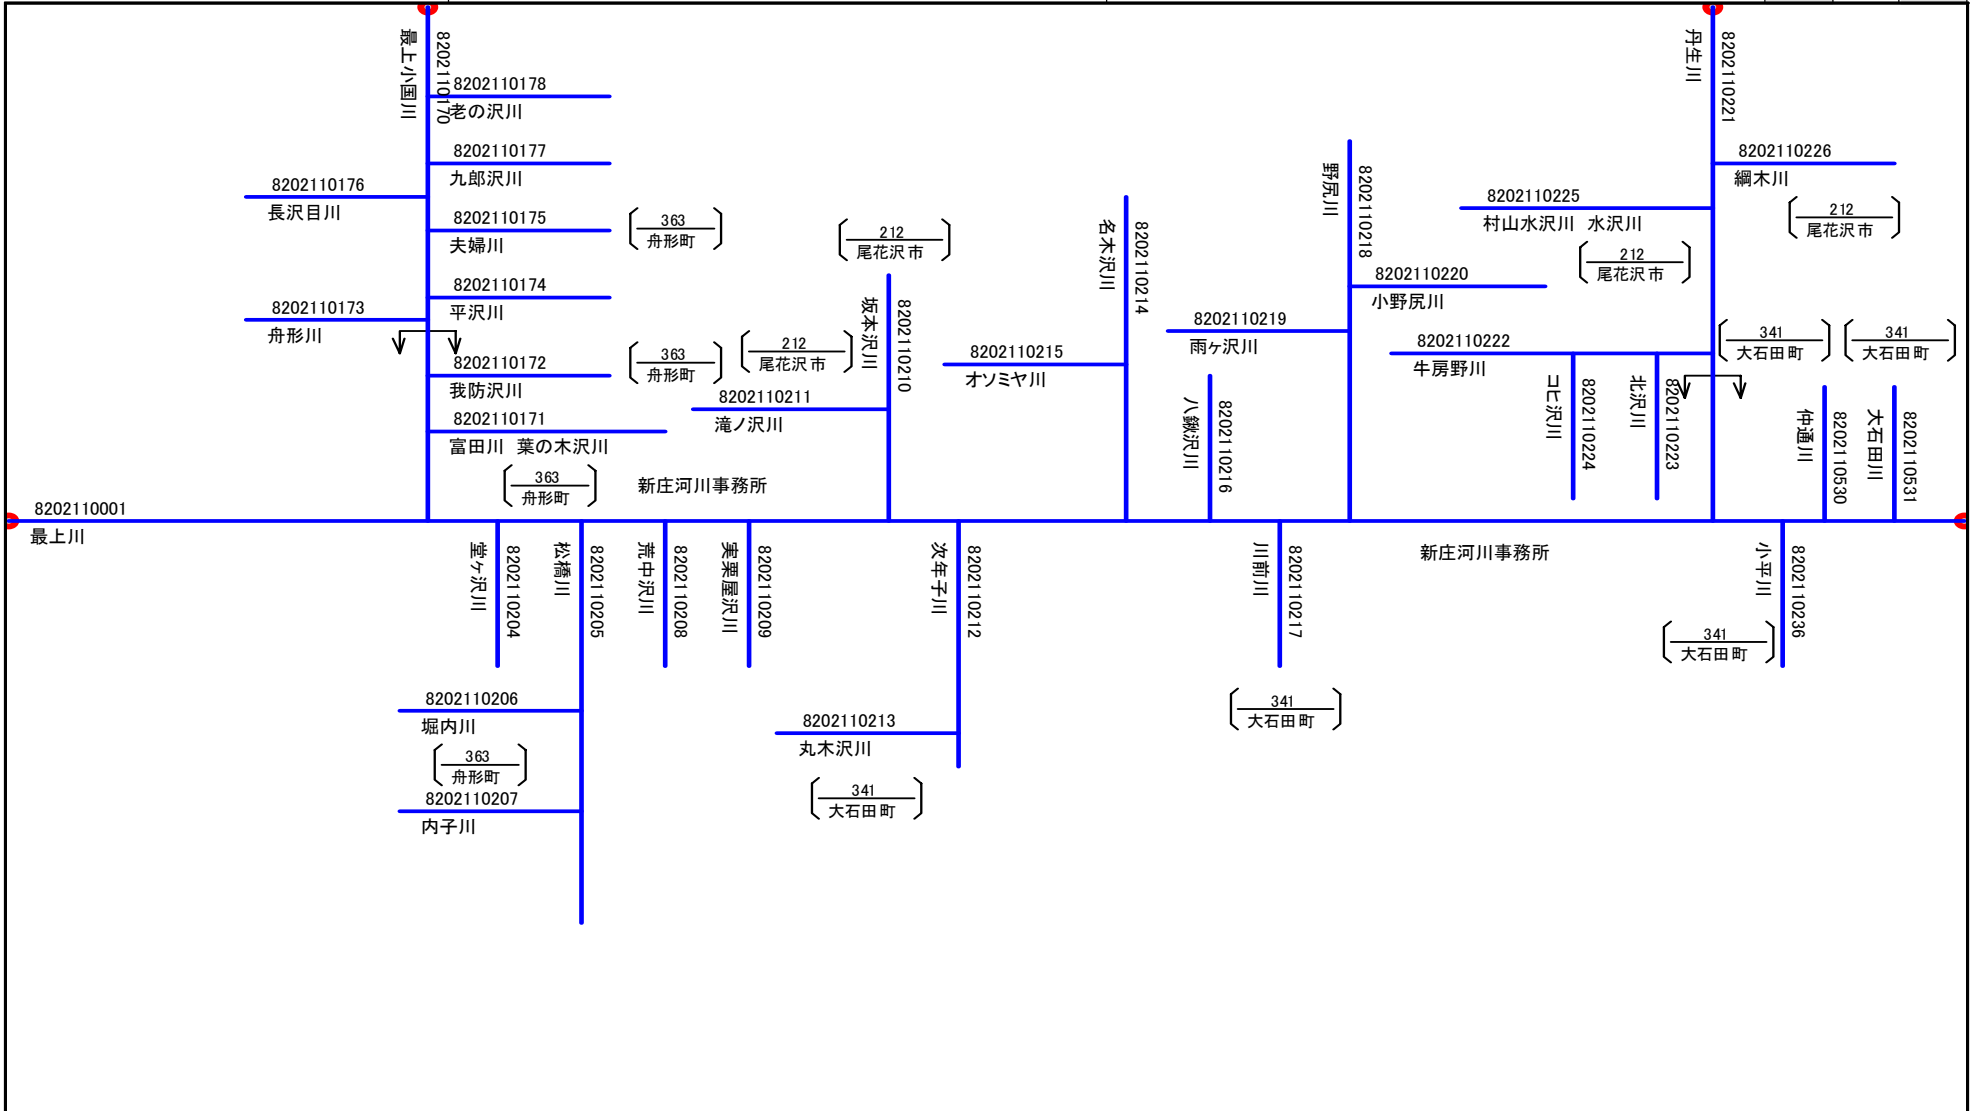 最上小国川
8202110170
8202110178
老の沢川
8202110177
九郎沢川
8202110176
長沢目川
8202110175
夫婦川
363
舟形町
8202110174
平沢川
8202110173
舟形川
8202110172
我防沢川
363
舟形町
8202110171
富田川 葉の木沢川
363
舟形町
新庄河川事務所
212
尾花沢市
坂本沢川
8202110210
212
尾花沢市
8202110211
滝ノ沢川
名木沢川
8202110214
8202110215
オソミヤ川
野尻川
8202110218
8202110220
小野尻川
8202110219
雨ヶ沢川
八鍬沢川
8202110216
丹生川
8202110221
8202110226
綱木川
212
尾花沢市
8202110225
村山水沢川 水沢川
212
尾花沢市
8202110222
牛房野川
コヒ沢川
8202110224
北沢川
8202110223
341
大石田町
341
大石田町
仲通川
8202110530
大石田川
8202110531
8202110001
最上川
堂ヶ沢川
8202110204
松橋川
8202110205
荒中沢川
8202110208
実栗屋沢川
8202110209
次年子川
8202110212
川前川
8202110217
新庄河川事務所
小平川
8202110236
341
大石田町
8202110206
堀内川
363
舟形町
8202110207
内子川
8202110213
丸木沢川
341
大石田町
341
大石田町